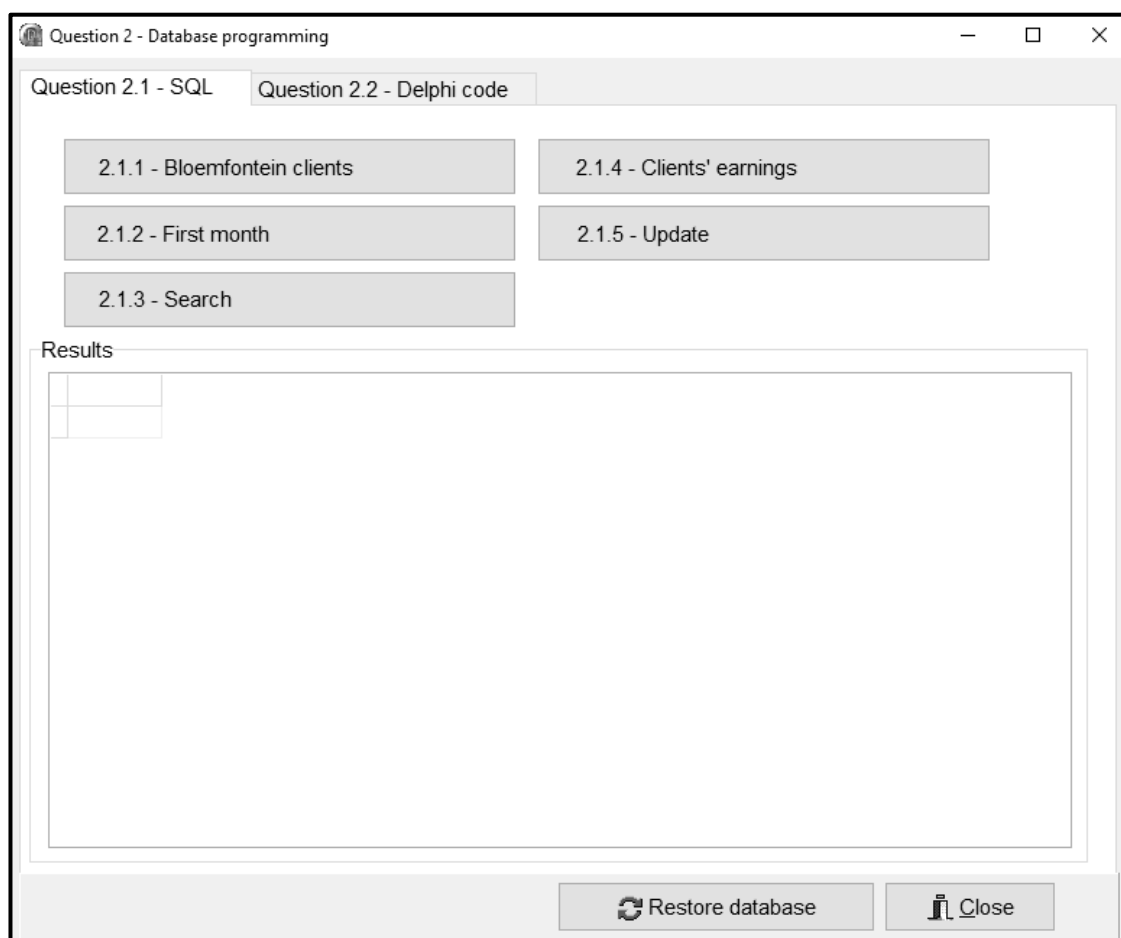 Question 2 - Database programming
Question 2.1 - SQL
Question 2.2 - Delphi code
2.1.1 - Bloemfontein clients
2.1.4 - Clients' earnings
2.1.2 - First month
2.1.5 - Update
2.1.3 - Search
Results
Restore database
Close